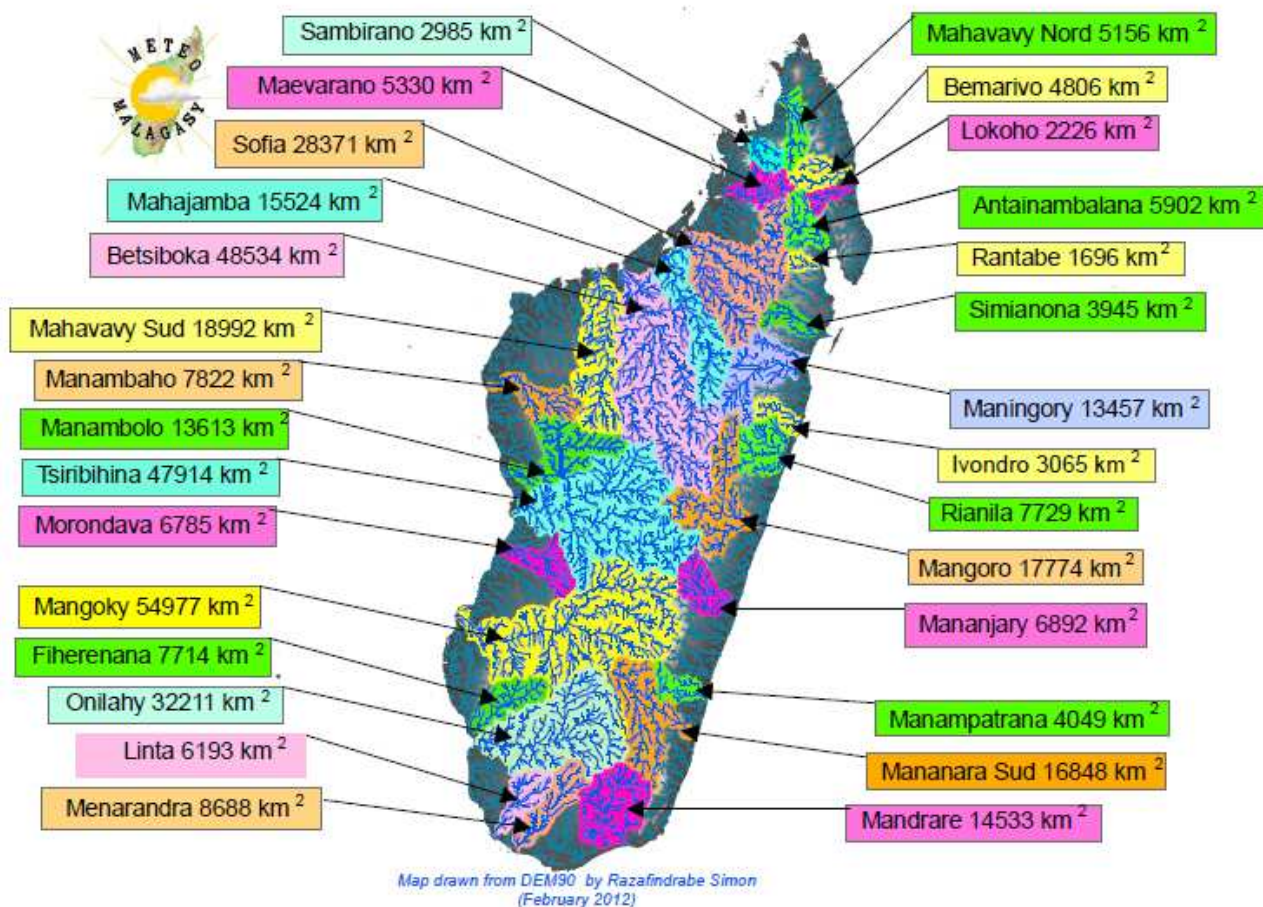 METEO
MALAGASY
Sambirano 2985 km ²
Maevarano 5330 km ²
Sofia 28371 km ²
Mahajamba 15524 km ²
Betsiboka 48534 km ²
Mahavavy Sud 18992 km ²
Manambaho 7822 km ²
Manambolo 13613 km ²
Tsiribihina 47914 km ²
Morondava 6785 km ²
Mangoky 54977 km ²
Fiherenana 7714 km ²
Onilahy 32211 km ²
Linta 6193 km ²
Menarandra 8688 km ²
Mahavavy Nord 5156 km ²
Bemarivo 4806 km ²
Lokoho 2226 km ²
Antainambalana 5902 km ²
Rantabe 1696 km ²
Simianona 3945 km ²
Maningory 13457 km ²
Ivondro 3065 km ²
Rianila 7729 km ²
Mangoro 17774 km ²
Mananjary 6892 km ²
Manampatrana 4049 km ²
Mananara Sud 16848 km ²
Mandrare 14533 km ²
Map drawn from DEM90 by Razafindrabe Simon
(February 2012)